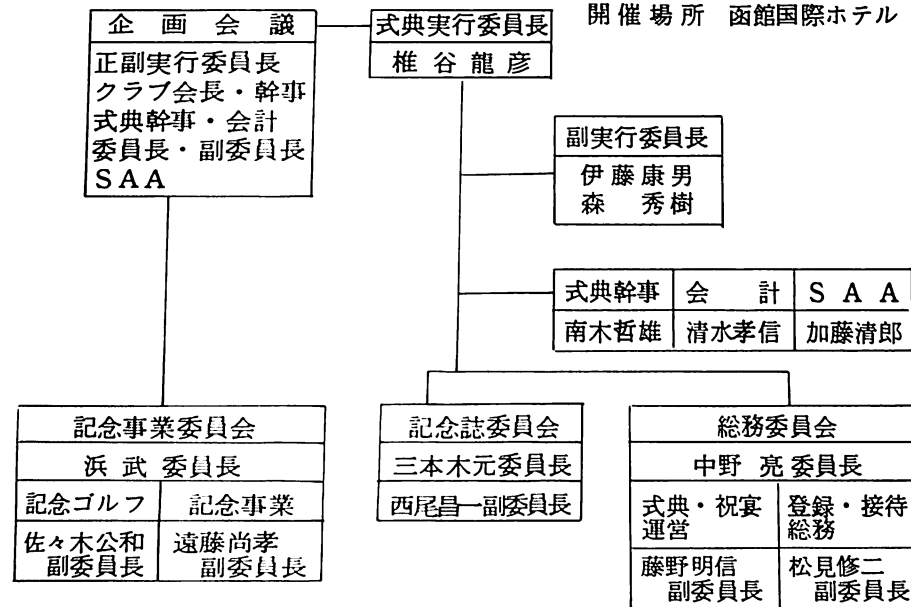 開催場所　函館国際ホテル
企画会議
正副実行委員長
クラブ会長・幹事
式典幹事・会計
委員長・副委員長
SAA
式典実行委員長
椎谷龍彦
副実行委員長
伊藤康男
森　秀樹
式典幹事　会計　SAA
南木哲雄　清水孝信　加藤清郎
記念事業委員会
浜武委員長
記念ゴルフ　記念事業
佐々木公和　遠藤尚孝
副委員長　副委員長
記念誌委員会
三本木元委員長
西尾昌一副委員長
総務委員会
中野　亮委員長
式典・祝宴　登録・接待
運営　総務
藤野明信　松見修二
副委員長　副委員長